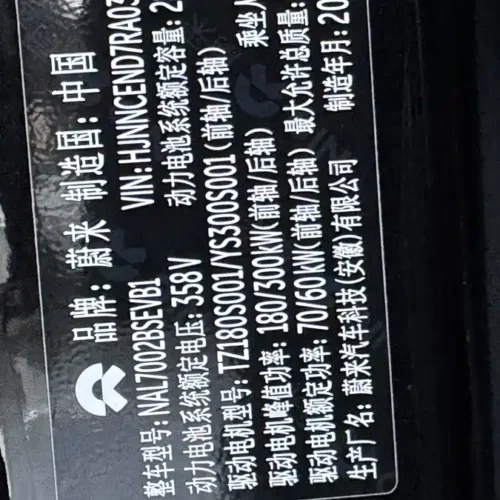 品牌: 蔚来 制造国: 中国
整车型号: NAL7002BSEVB1 VIN: HJNNCEND7RA03
动力电池系统额定电压: 358 V 动力电池系统额定容量: 2
驱动电机型号: TZ180S001/YS300S001 (前轴/后轴)
驱动电机峰值功率: 180/300kW(前轴/后轴) 乘坐人
驱动电机额定功率: 70/60kW(前轴/后轴) 最大允许总质量:
生产厂名: 蔚来汽车科技(安徽)有限公司 制造年月: 20